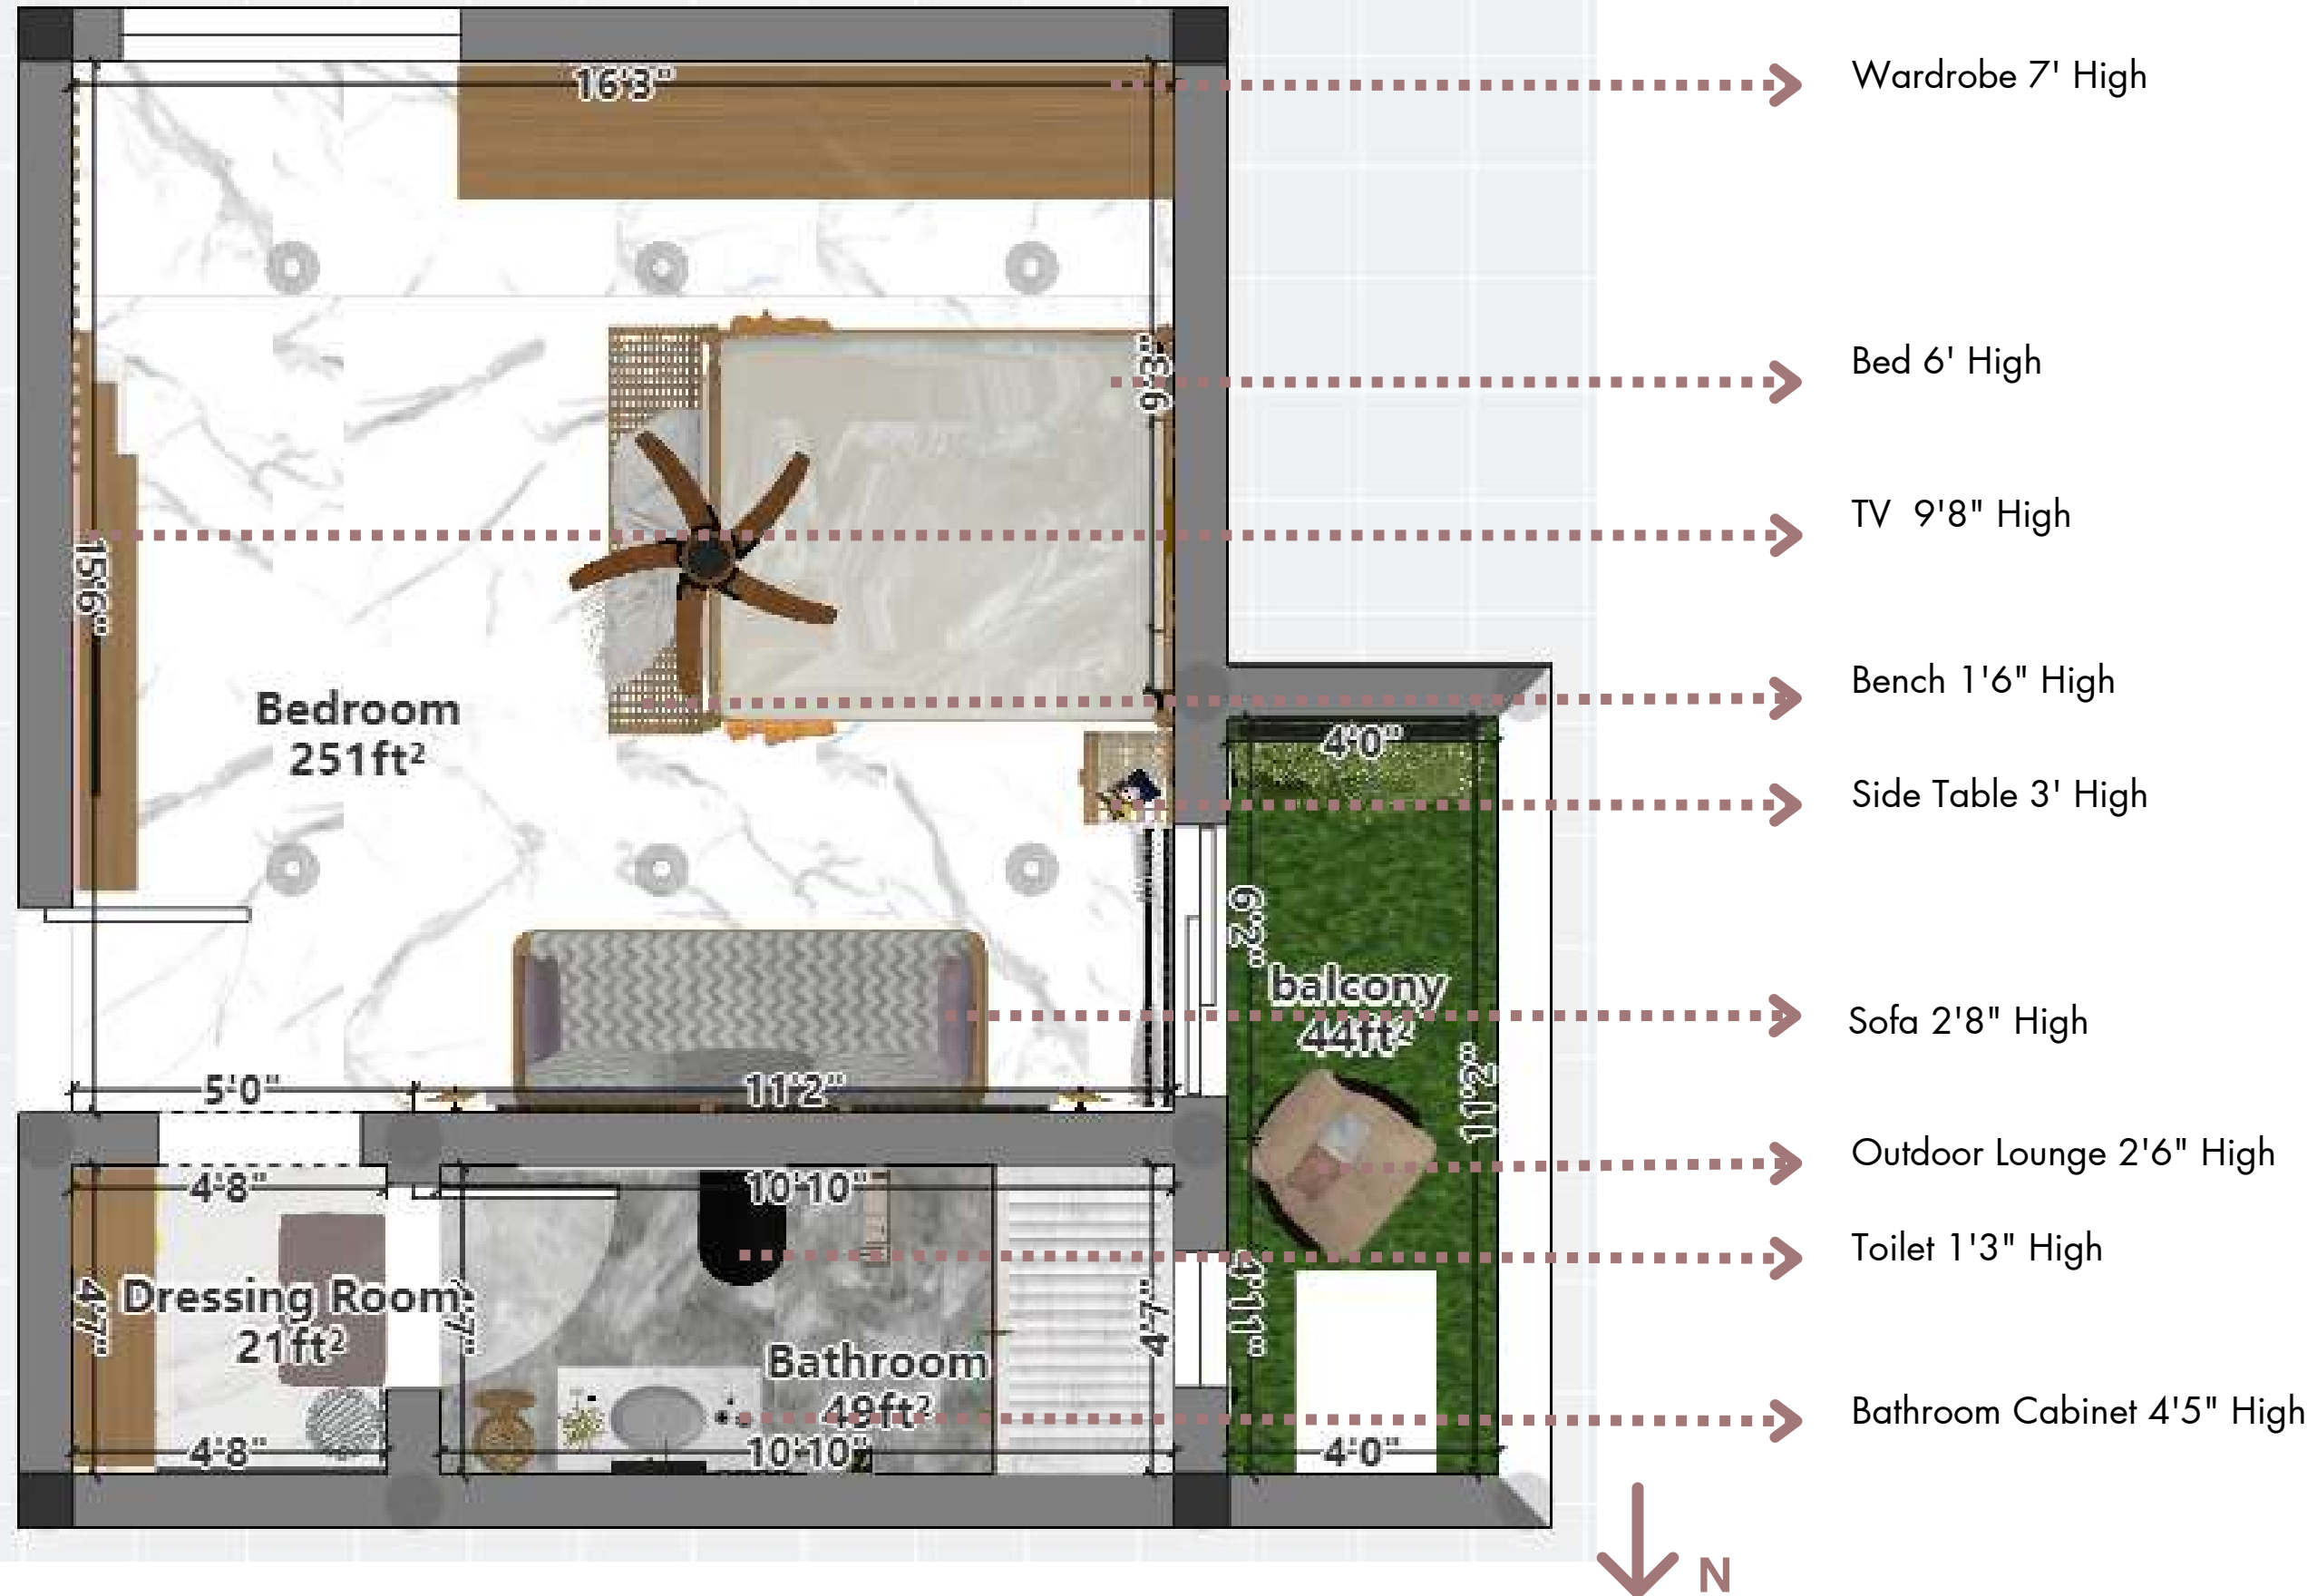 16'3"
Wardrobe 7' High
9'3"
Bed 6' High
TV  9'8" High
15'6"
Bedroom
251ft²
Bench 1'6" High
4'0"
Side Table 3' High
6'2"
balcony
44ft²
Sofa 2'8" High
5'0"
11'2"
11'2"
Outdoor Lounge 2'6" High
4'8"
10'10"
Toilet 1'3" High
4'7"
Dressing Room
21ft²
4'7"
4'11"
Bathroom
49ft²
Bathroom Cabinet 4'5" High
4'8"
10'10"
4'0"
N